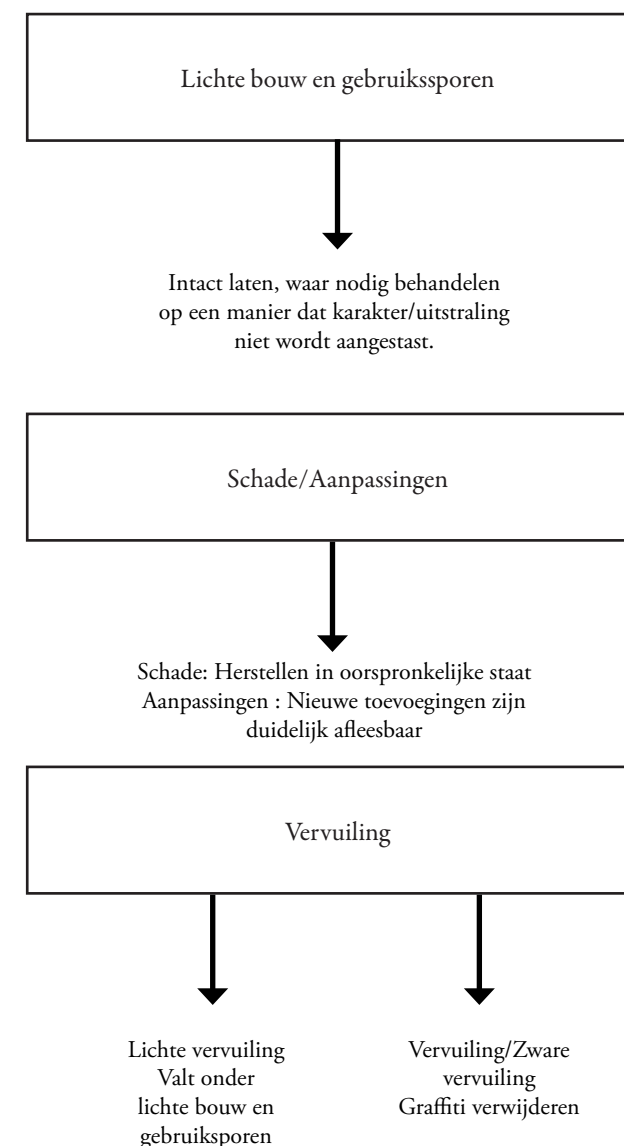 Lichte bouw en gebruikssporen
Intact laten, waar nodig behandelen
op een manier dat karakter/uitstraling
niet wordt aangestast.
Schade/Aanpassingen
Schade: Herstellen in oorspronkelijke staat
Aanpassingen : Nieuwe toevoegingen zijn
duidelijk afleesbaar
Vervuiling
Lichte vervuiling
Valt onder
lichte bouw en
gebruiksporen
Vervuiling/Zware
vervuiling
Graffiti verwijderen